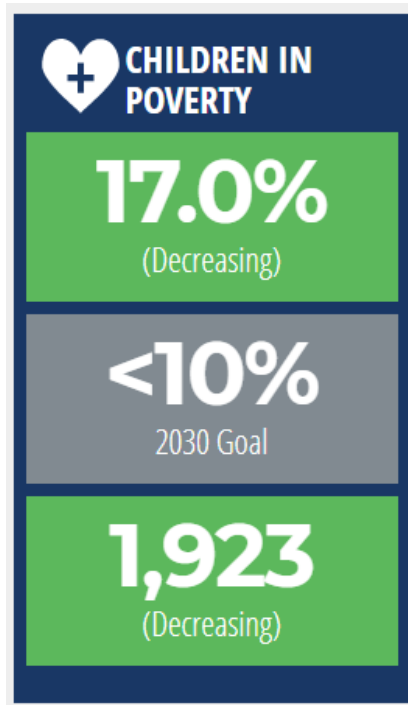 CHILDREN IN
POVERTY
17.0%
(Decreasing)
<10%
2030 Goal
1,923
(Decreasing)